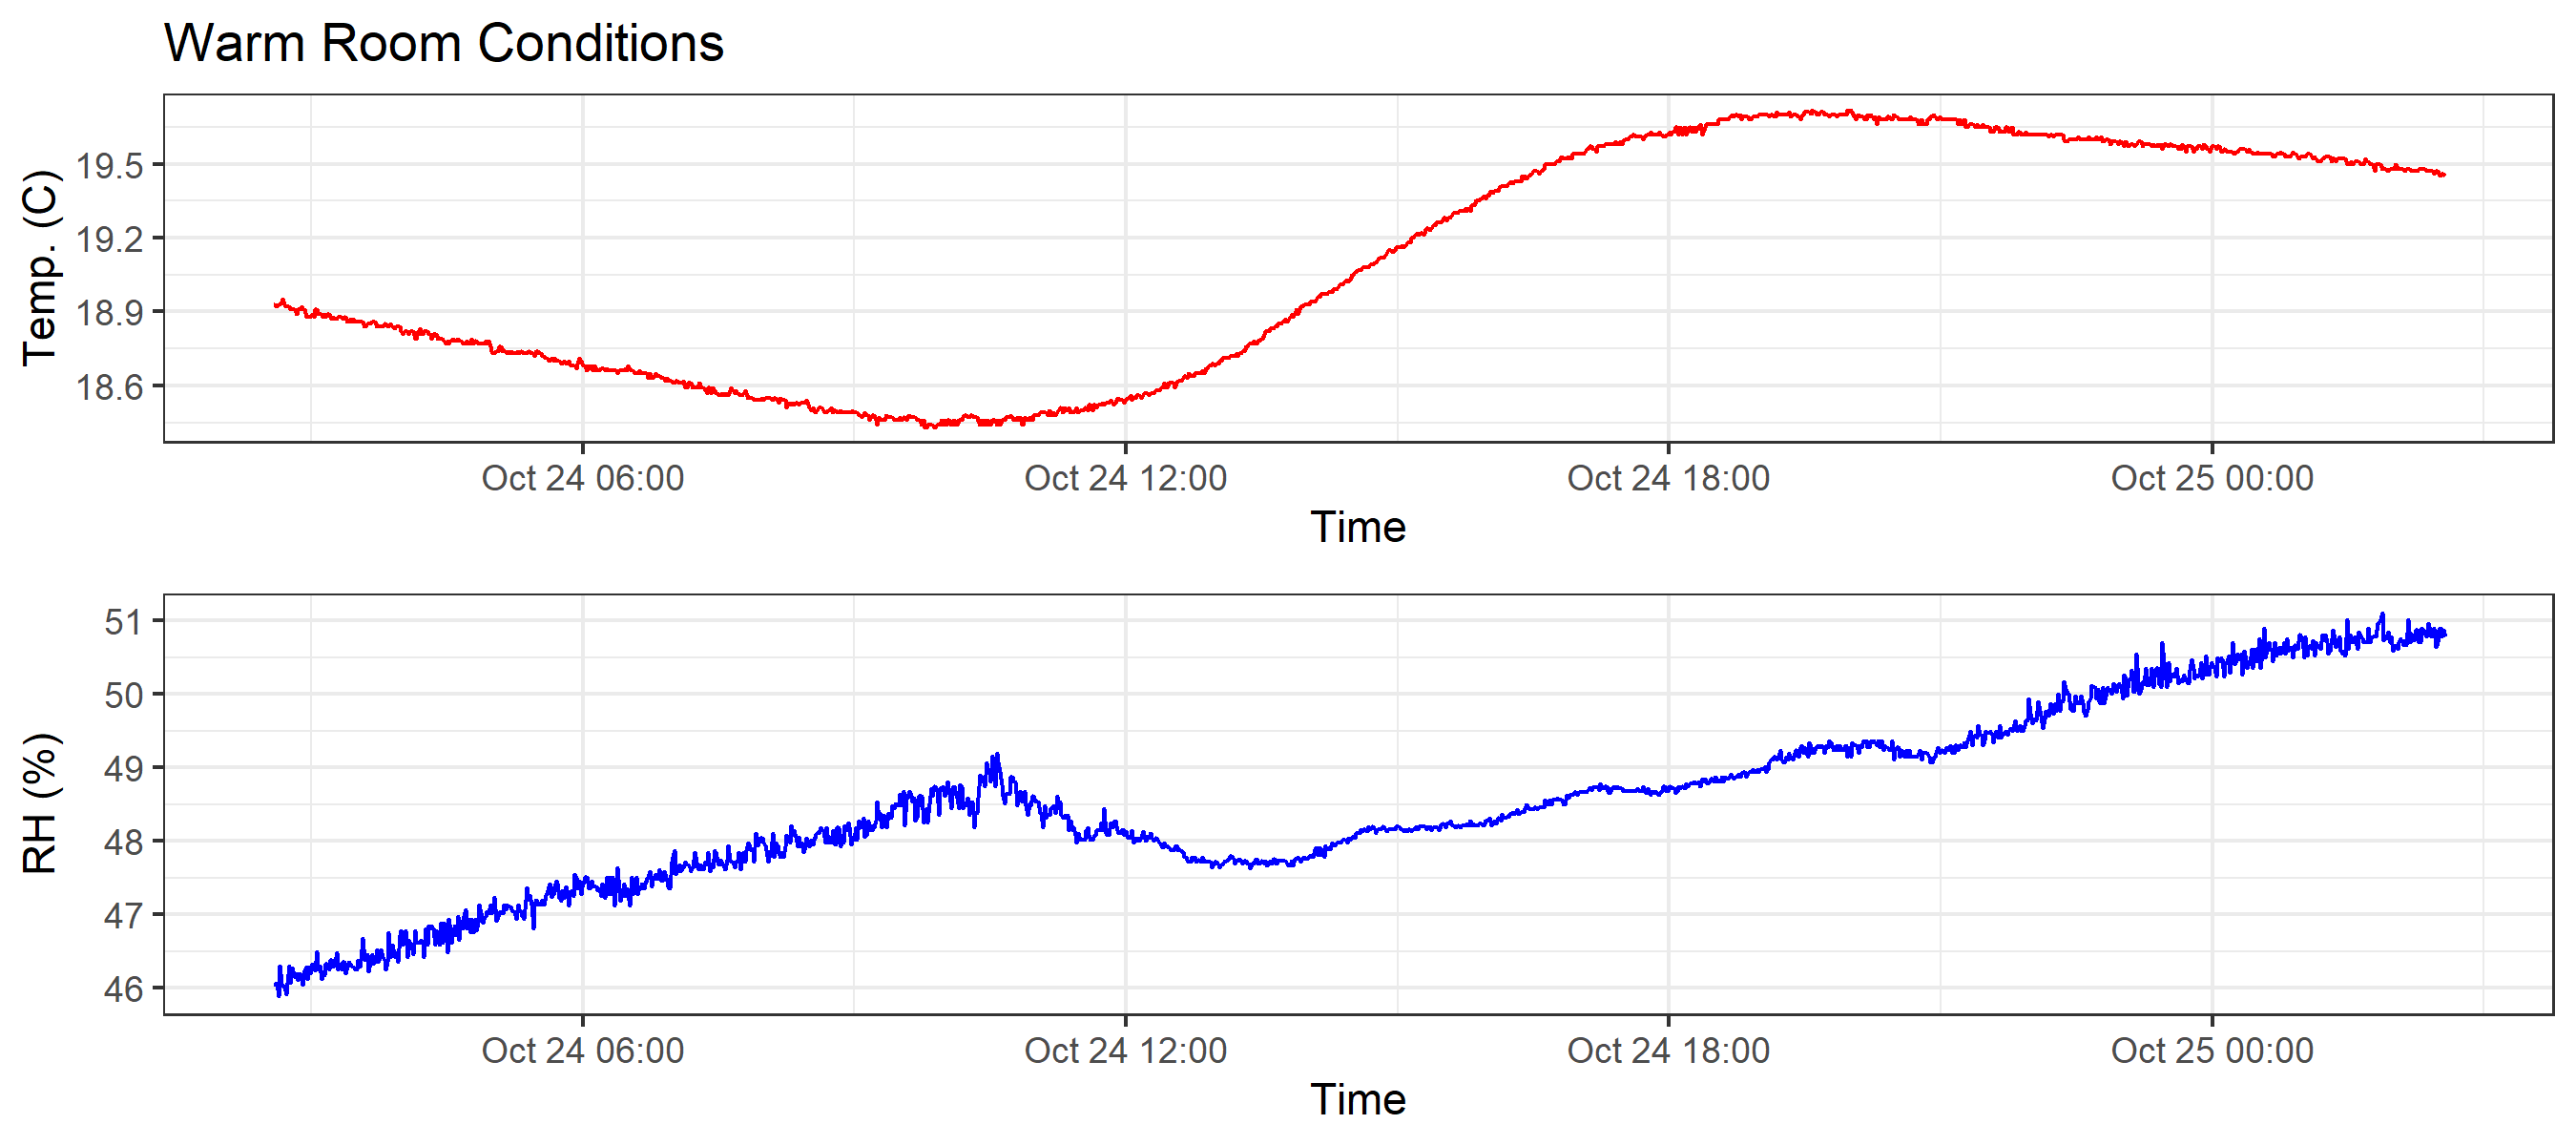 Warm Room Conditions
Temp. (C)
19.5
19.2
18.9
18.6
Oct 24 06:00 Oct 24 12:00 Oct 24 18:00 Oct 25 00:00
Time
RH (%)
51
50
49
48
47
46
Oct 24 06:00 Oct 24 12:00 Oct 24 18:00 Oct 25 00:00
Time